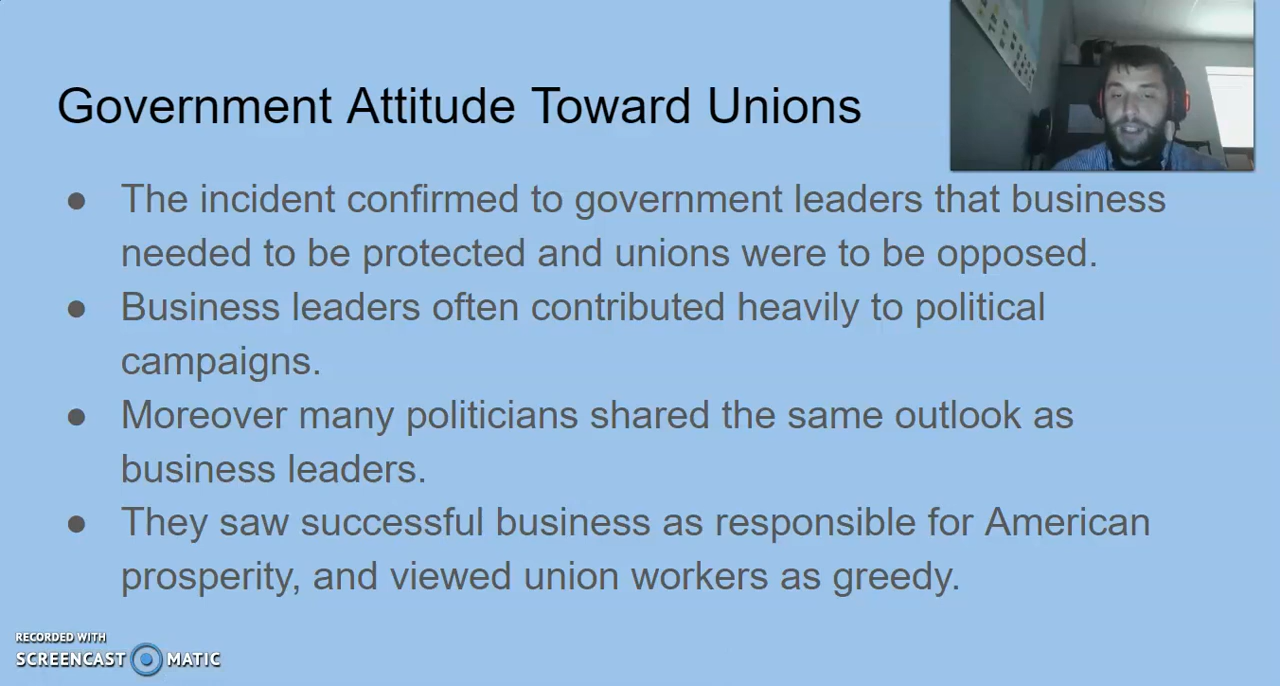 Government Attitude Toward Unions
● The incident confirmed to government leaders that business
needed to be protected and unions were to be opposed.
● Business leaders often contributed heavily to political
campaigns.
● Moreover many politicians shared the same outlook as
business leaders.
● They saw successful business as responsible for American
prosperity, and viewed union workers as greedy.
RECORDED WITH
SCREENCAST MATIC